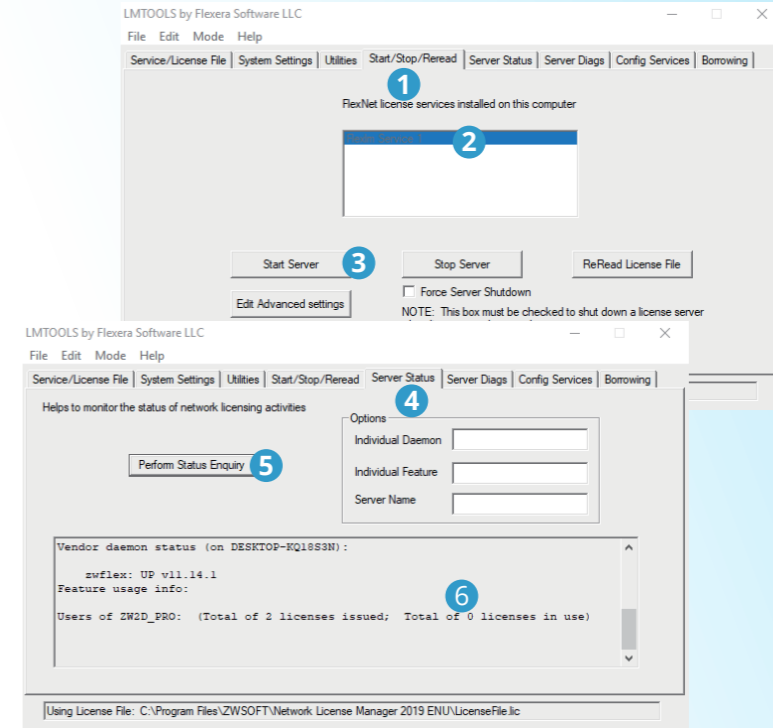 LMTOOLS by Flexera Software LLC
File Edit Mode Help
Service/License File System Settings Utilities Start/Stop/Reread Server Status Server Diags Config Services Borrowing
1
FlexNet license services installed on this computer
2
Start Server 3 Stop Server ReRead License File
Edit Advanced settings Force Server Shutdown
NOTE: This box must be checked to shut down a license server
LMTOOLS by Flexera Software LLC
File Edit Mode Help
Service/License File System Settings Utilities Start/Stop/Reread Server Status Server Diags Config Services Borrowing
4
Helps to monitor the status of network licensing activities
Options
Individual Daemon
Perform Status Enquiry 5
Individual Feature
Server Name
Vendor daemon status (on DESKTOP-KQ18S3N):
zwflex: UP v11.14.1
Feature usage info:
6
Users of ZW2D_PRO: (Total of 2 licenses issued; Total of 0 licenses in use)
Using License File: C:\Program Files\ZWSOFT\Network License Manager 2019 ENU\LicenseFile.lic